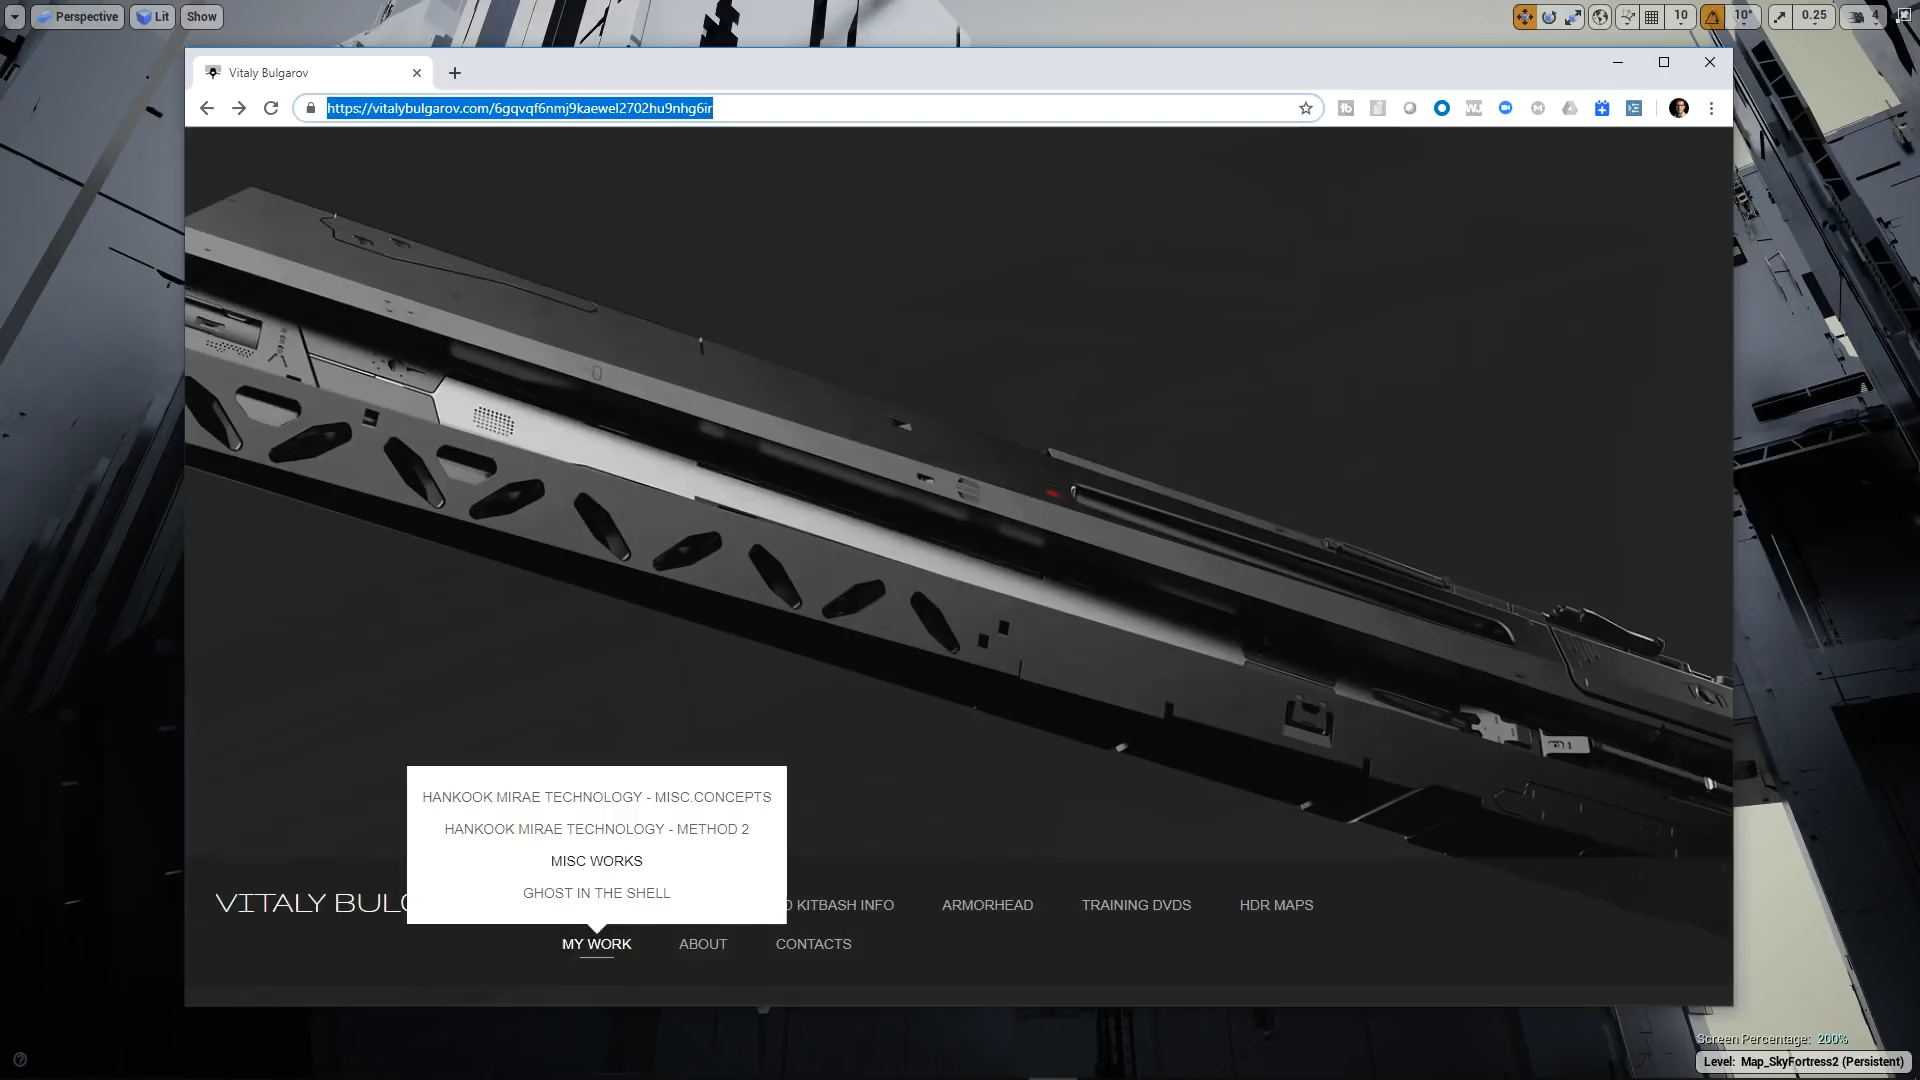 Perspective
Lit
Show
10
10°
0.25
4
Vitaly Bulgarov
https://vitalybulgarov.com/6gqvqf6nmj9kaewel2702hu9nhg6ir
HANKOOK MIRAE TECHNOLOGY - MISC.CONCEPTS
HANKOOK MIRAE TECHNOLOGY - METHOD 2
MISC WORKS
GHOST IN THE SHELL
VITALY BULG
KITBASH INFO
ARMORHEAD
TRAINING DVDS
HDR MAPS
MY WORK
ABOUT
CONTACTS
Screen Percentage: 200%
Level: Map_SkyFortress2 (Persistent)